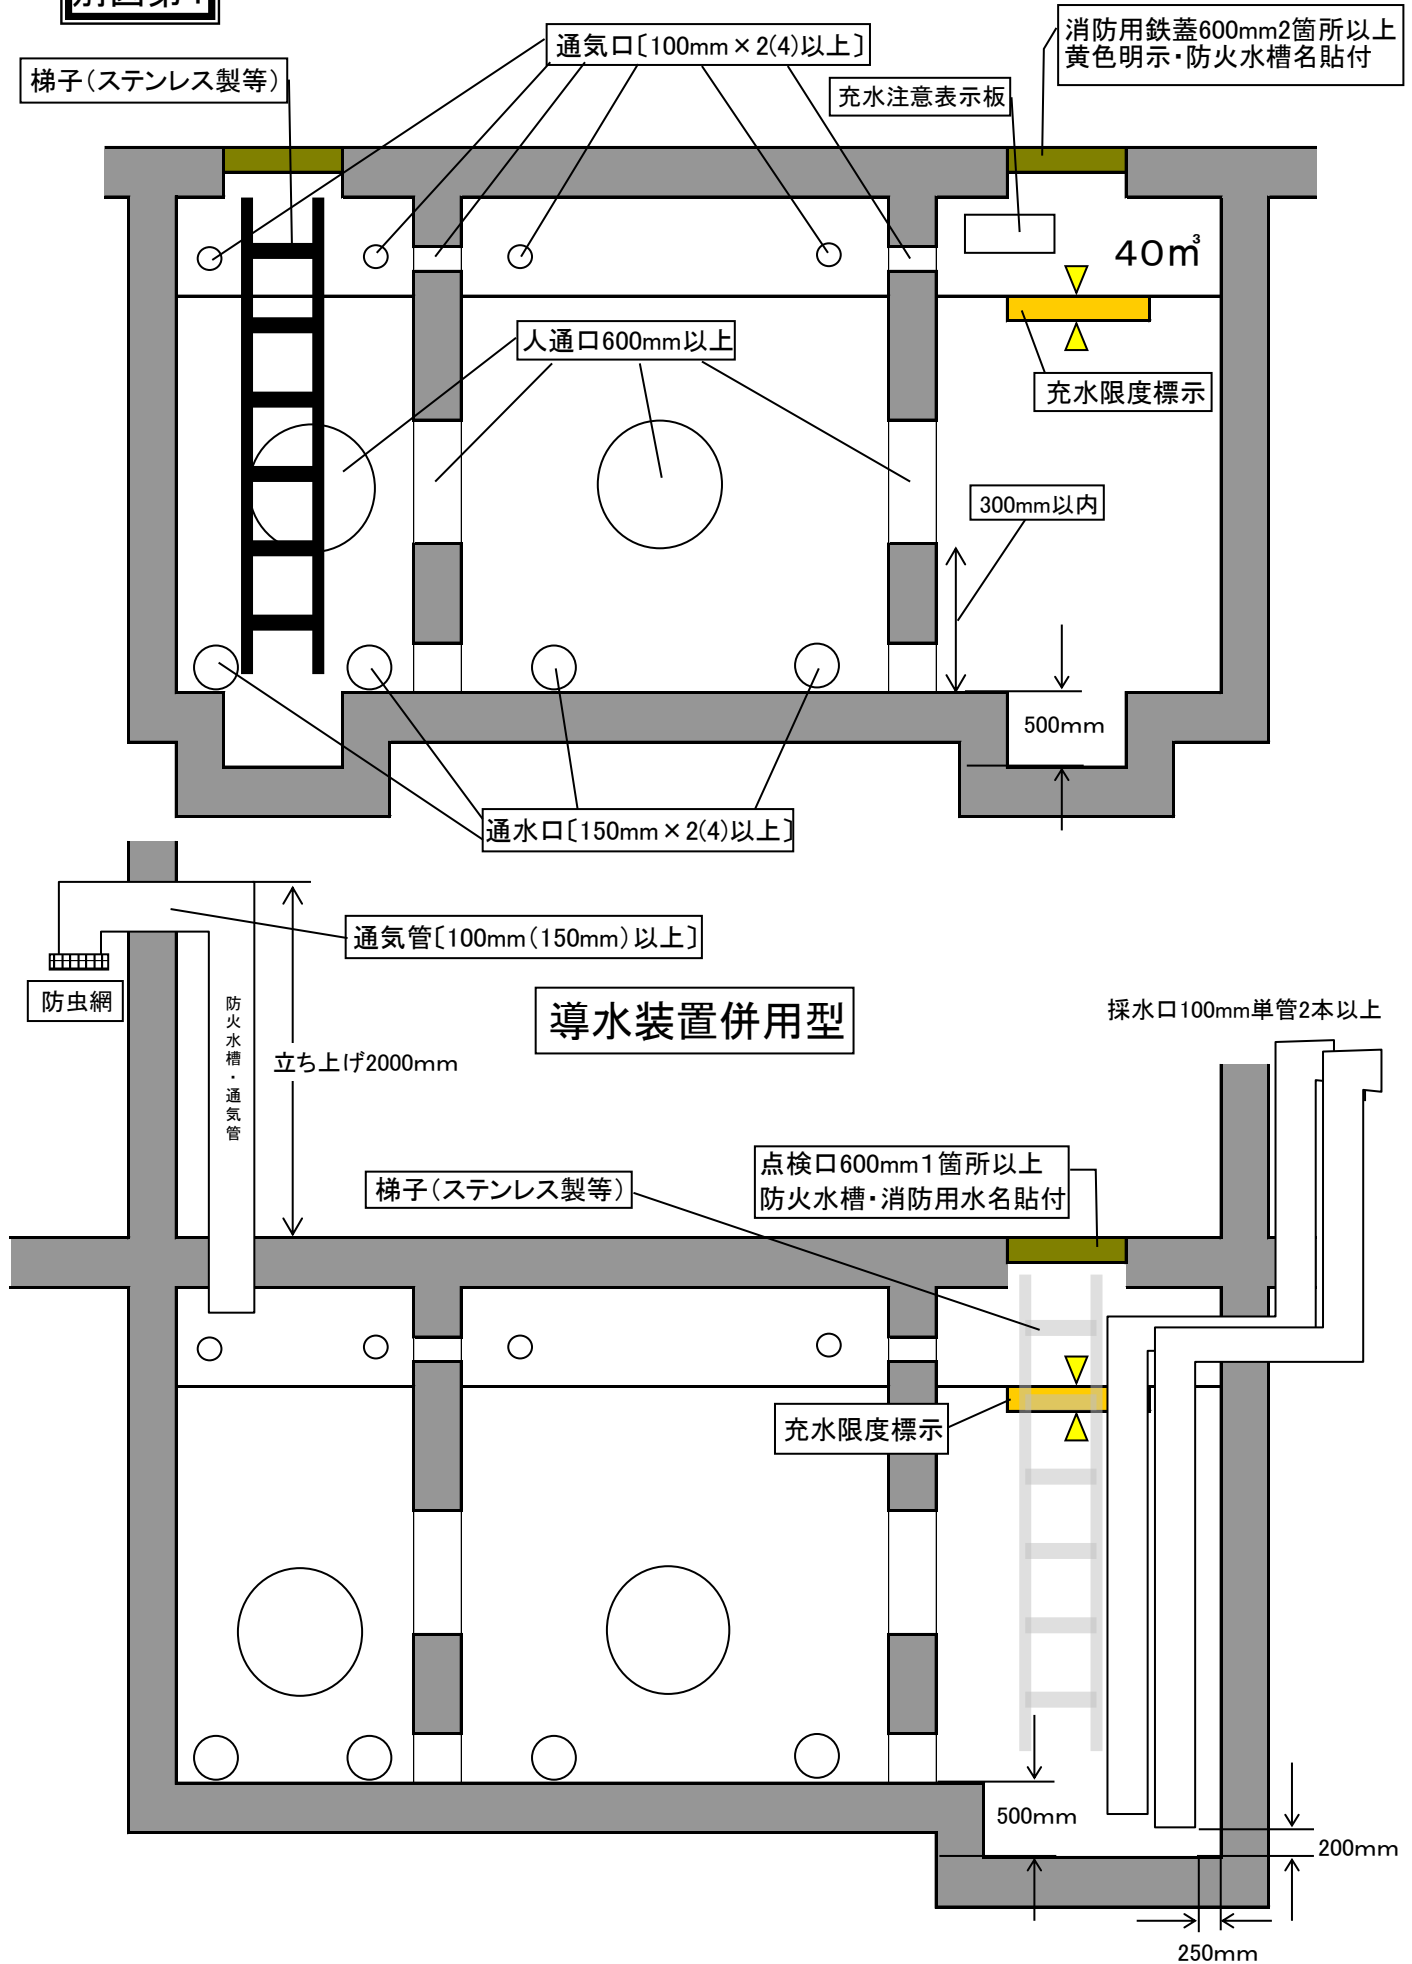 通気口〔100mm×2(4)以上〕
消防用鉄蓋600mm2箇所以上
黄色明示・防火水槽名貼付
梯子(ステンレス製等)
充水注意表示板
40㎥
人通口600mm以上
充水限度標示
300mm以内
500mm
通水口〔150mm×2(4)以上〕
通気管〔100mm(150mm)以上〕
防虫網
防火水槽・通気管
導水装置併用型
採水口100mm単管2本以上
立ち上げ2000mm
点検口600mm1箇所以上
防火水槽・消防用水名貼付
梯子(ステンレス製等)
充水限度標示
500mm
200mm
250mm